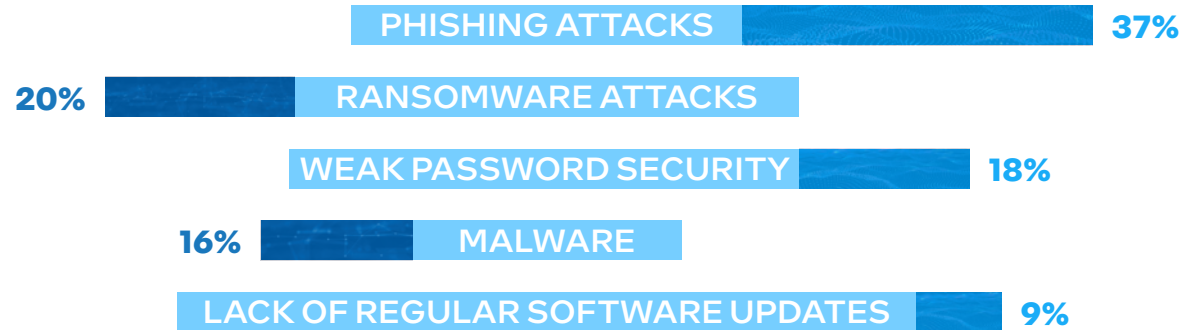 PHISHING ATTACKS 37%
20% RANSOMWARE ATTACKS
WEAK PASSWORD SECURITY 18%
16% MALWARE
LACK OF REGULAR SOFTWARE UPDATES 9%